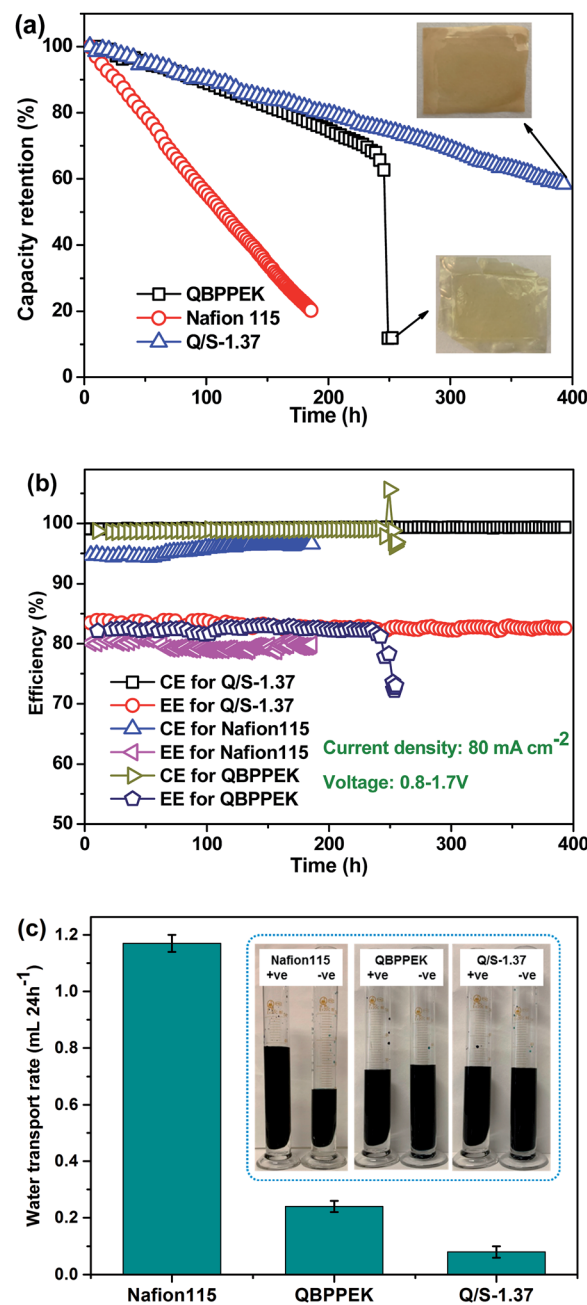 (a)
100
80
60
40
20
0
Capacity retention (%)
QBPPEK
Nafion 115
Q/S-1.37
0 100 200 300 400
Time (h)
(b)
100
90
80
70
60
50
Efficiency (%)
CE for Q/S-1.37
EE for Q/S-1.37
CE for Nafion115
EE for Nafion115
CE for QBPPEK
EE for QBPPEK
Current density: 80 mA cm-2
Voltage: 0.8-1.7V
0 100 200 300 400
Time (h)
(c)
1.2
1.0
0.8
0.6
0.4
0.2
0.0
Water transport rate (mL 24h-1)
Nafion115 QBPPEK Q/S-1.37
+ve -ve +ve -ve +ve -ve
Nafion115 QBPPEK Q/S-1.37